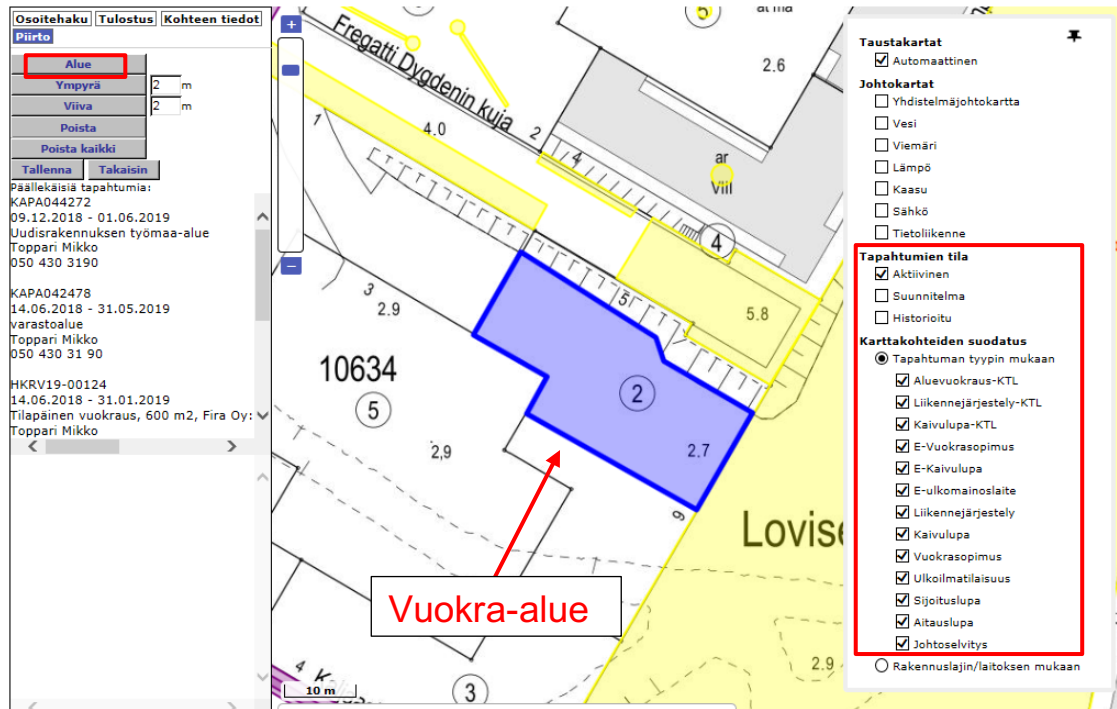 Osoitehaku Tulostus Kohteen tiedot
Piirto
Alue
Ympyrä 2 m
Viiva 2 m
Poista
Poista kaikki
Tallenna Takaisin
Päällekäisiä tapahtumia:
KAPA044272
09.12.2018 - 01.06.2019
Uudisrakennuksen työmaa-alue
Toppari Mikko
050 430 3190
KAPA042478
14.06.2018 - 31.05.2019
varastoalue
Toppari Mikko
050 430 31 90
HKRV19-00124
14.06.2018 - 31.01.2019
Tilapäinen vuokraus, 600 m2, Fira Oy:
Toppari Mikko
Fregatti Dygdenin kuja
5
2.6
1
4.0
2
4
ar
VIII
4
3
2.9
5
5.8
10634
5
2
2,9
2.7
6
Lovise
Vuokra-alue
2.9
4
3
10 m
Taustakartat
Automaattinen
Johtokartat
Yhdistelmäjohtokartta
Vesi
Viemäri
Lämpö
Kaasu
Sähkö
Tietoliikenne
Tapahtumien tila
Aktiivinen
Suunnitelma
Historioitu
Karttakohteiden suodatus
Tapahtuman tyypin mukaan
Aluevuokraus-KTL
Liikennejärjestely-KTL
Kaivulupa-KTL
E-Vuokrasopimus
E-Kaivulupa
E-ulkomainoslaite
Liikennejärjestely
Kaivulupa
Vuokrasopimus
Ulkoilmatilaisuus
Sijoituslupa
Aitauslupa
Johtoselvitys
Rakennuslajin/laitoksen mukaan